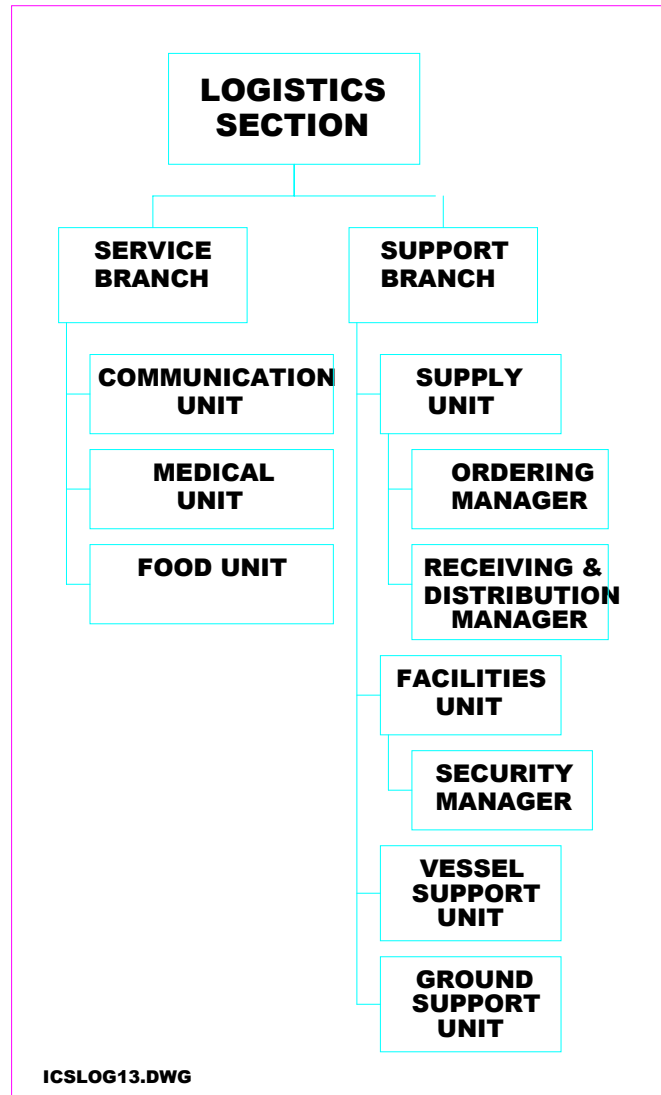 LOGISTICS
SECTION
SERVICE
BRANCH
COMMUNICATION
UNIT
MEDICAL
UNIT
FOOD UNIT
SUPPORT
BRANCH
SUPPLY
UNIT
ORDERING
MANAGER
RECEIVING &
DISTRIBUTION
MANAGER
FACILITIES
UNIT
SECURITY
MANAGER
VESSEL
SUPPORT
UNIT
GROUND
SUPPORT
UNIT
ICSLOG13.DWG